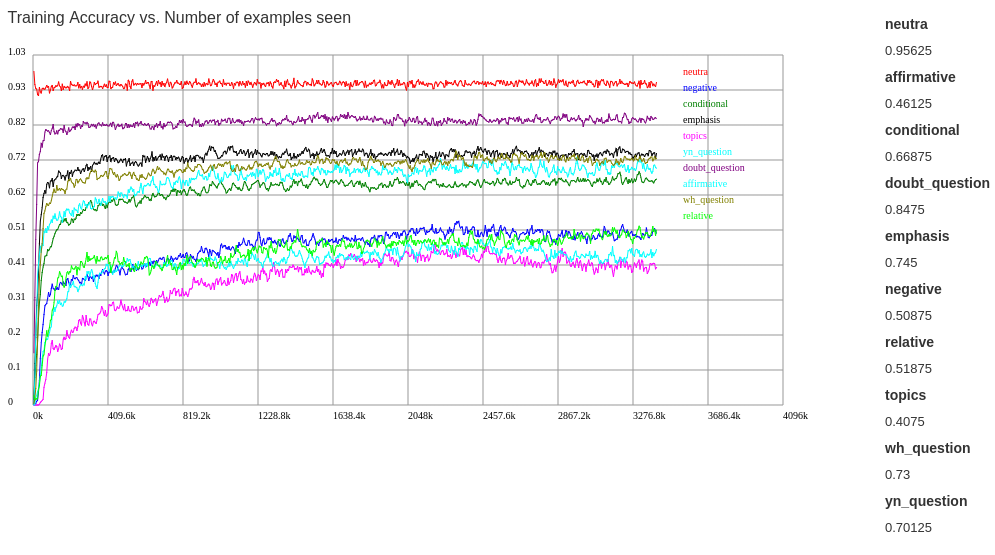 Training Accuracy vs. Number of examples seen
1.03
0.93
0.82
0.72
0.62
0.51
0.41
0.31
0.2
0.1
0
0k 409.6k 819.2k 1228.8k 1638.4k 2048k 2457.6k 2867.2k 3276.8k 3686.4k 4096k
neutra
negative
conditional
emphasis
topics
yn_question
doubt_question
affirmative
wh_question
relative
neutra
0.95625
affirmative
0.46125
conditional
0.66875
doubt_question
0.8475
emphasis
0.745
negative
0.50875
relative
0.51875
topics
0.4075
wh_question
0.73
yn_question
0.70125